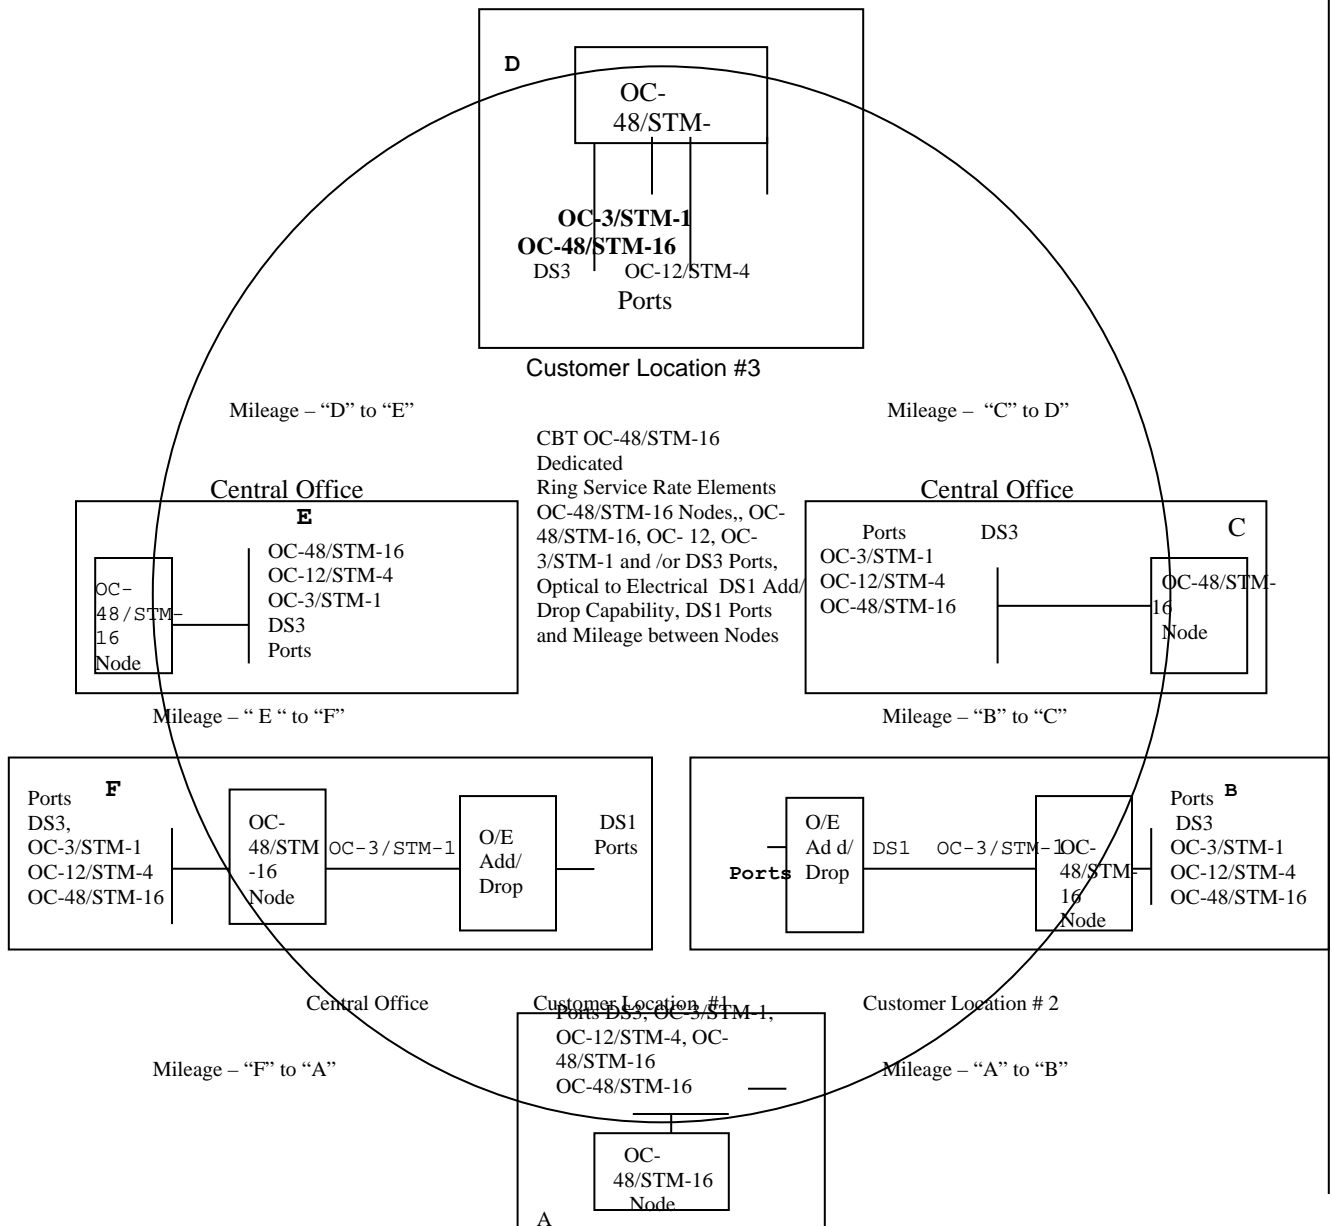 D
OC-
48/STM-
OC-3/STM-1
OC-48/STM-16
DS3 OC-12/STM-4
Ports
Customer Location #3
Mileage – “D” to “E”
Mileage – “C” to D”
CBT OC-48/STM-16
Dedicated
Ring Service Rate Elements
OC-48/STM-16 Nodes,, OC-
48/STM-16, OC- 12, OC-
3/STM-1 and /or DS3 Ports,
Optical to Electrical DS1 Add/
Drop Capability, DS1 Ports
and Mileage between Nodes
Central Office
E
OC-
48/STM-
16
Node
OC-48/STM-16
OC-12/STM-4
OC-3/STM-1
DS3
Ports
Central Office
C
Ports DS3
OC-3/STM-1
OC-12/STM-4
OC-48/STM-16
OC-48/STM-
16
Node
Mileage – “ E “ to “F”
Mileage – “B” to “C”
F
Ports
DS3,
OC-3/STM-1
OC-12/STM-4
OC-48/STM-16
OC-
48/STM
-16
Node
OC-3/STM-1
O/E
Add/
Drop
DS1
Ports
Ports
O/E
Ad d/
Drop
DS1 OC-3/STM-1
OC-
48/STM-
16
Node
Ports B
DS3
OC-3/STM-1
OC-12/STM-4
OC-48/STM-16
Central Office
Customer Location #1
Customer Location # 2
Ports DS3, OC-3/STM-1,
OC-12/STM-4, OC-
48/STM-16
OC-48/STM-16
Mileage – “F” to “A”
Mileage – “A” to “B”
OC-
48/STM-16
Node
A